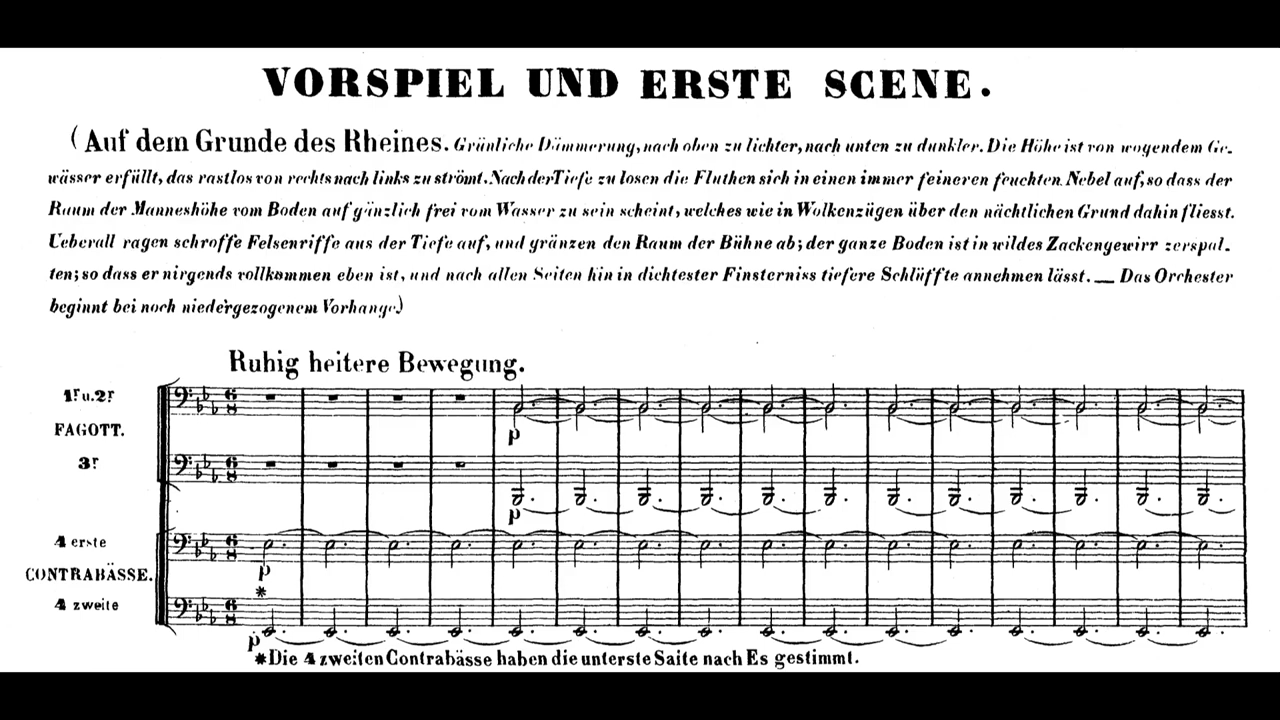 VORSPIEL UND ERSTE SCENE.
(Auf dem Grunde des Rheines. Grünliche Dämmerung, nach oben zu lichter, nach unten zu dunkler. Die Höhe ist von wogendem Ge-
wässer erfüllt, das rastlos von rechts nach links zu strömt. Nach der Tiefe zu lösen die Fluthen sich in einen immer feineren feuchten Nebel auf, so dass der
Raum der Manneshöhe vom Boden auf gänzlich frei vom Wasser zu sein scheint, welches wie in Wolkenzügen über den nächtlichen Grund dahin fliesst.
Ueberall ragen schroffe Felsenriffe aus der Tiefe auf, und gränzen den Raum der Bühne ab; der ganze Boden ist in wildes Zackengewirr zerspal-
ten; so dass er nirgends vollkommen eben ist, und nach allen Seiten hin in dichtester Finsterniss tiefere Schlüffte annehmen lässt. — Das Orchester
beginnt bei noch niedergezogenem Vorhange.)
Ruhig heitere Bewegung.
1r u. 2r
FAGOTT.
3r
p
p
4 erste
CONTRABÄSSE.
4 zweite
p
*
p
*Die 4 zweiten Contrabässe haben die unterste Saite nach Es gestimmt.